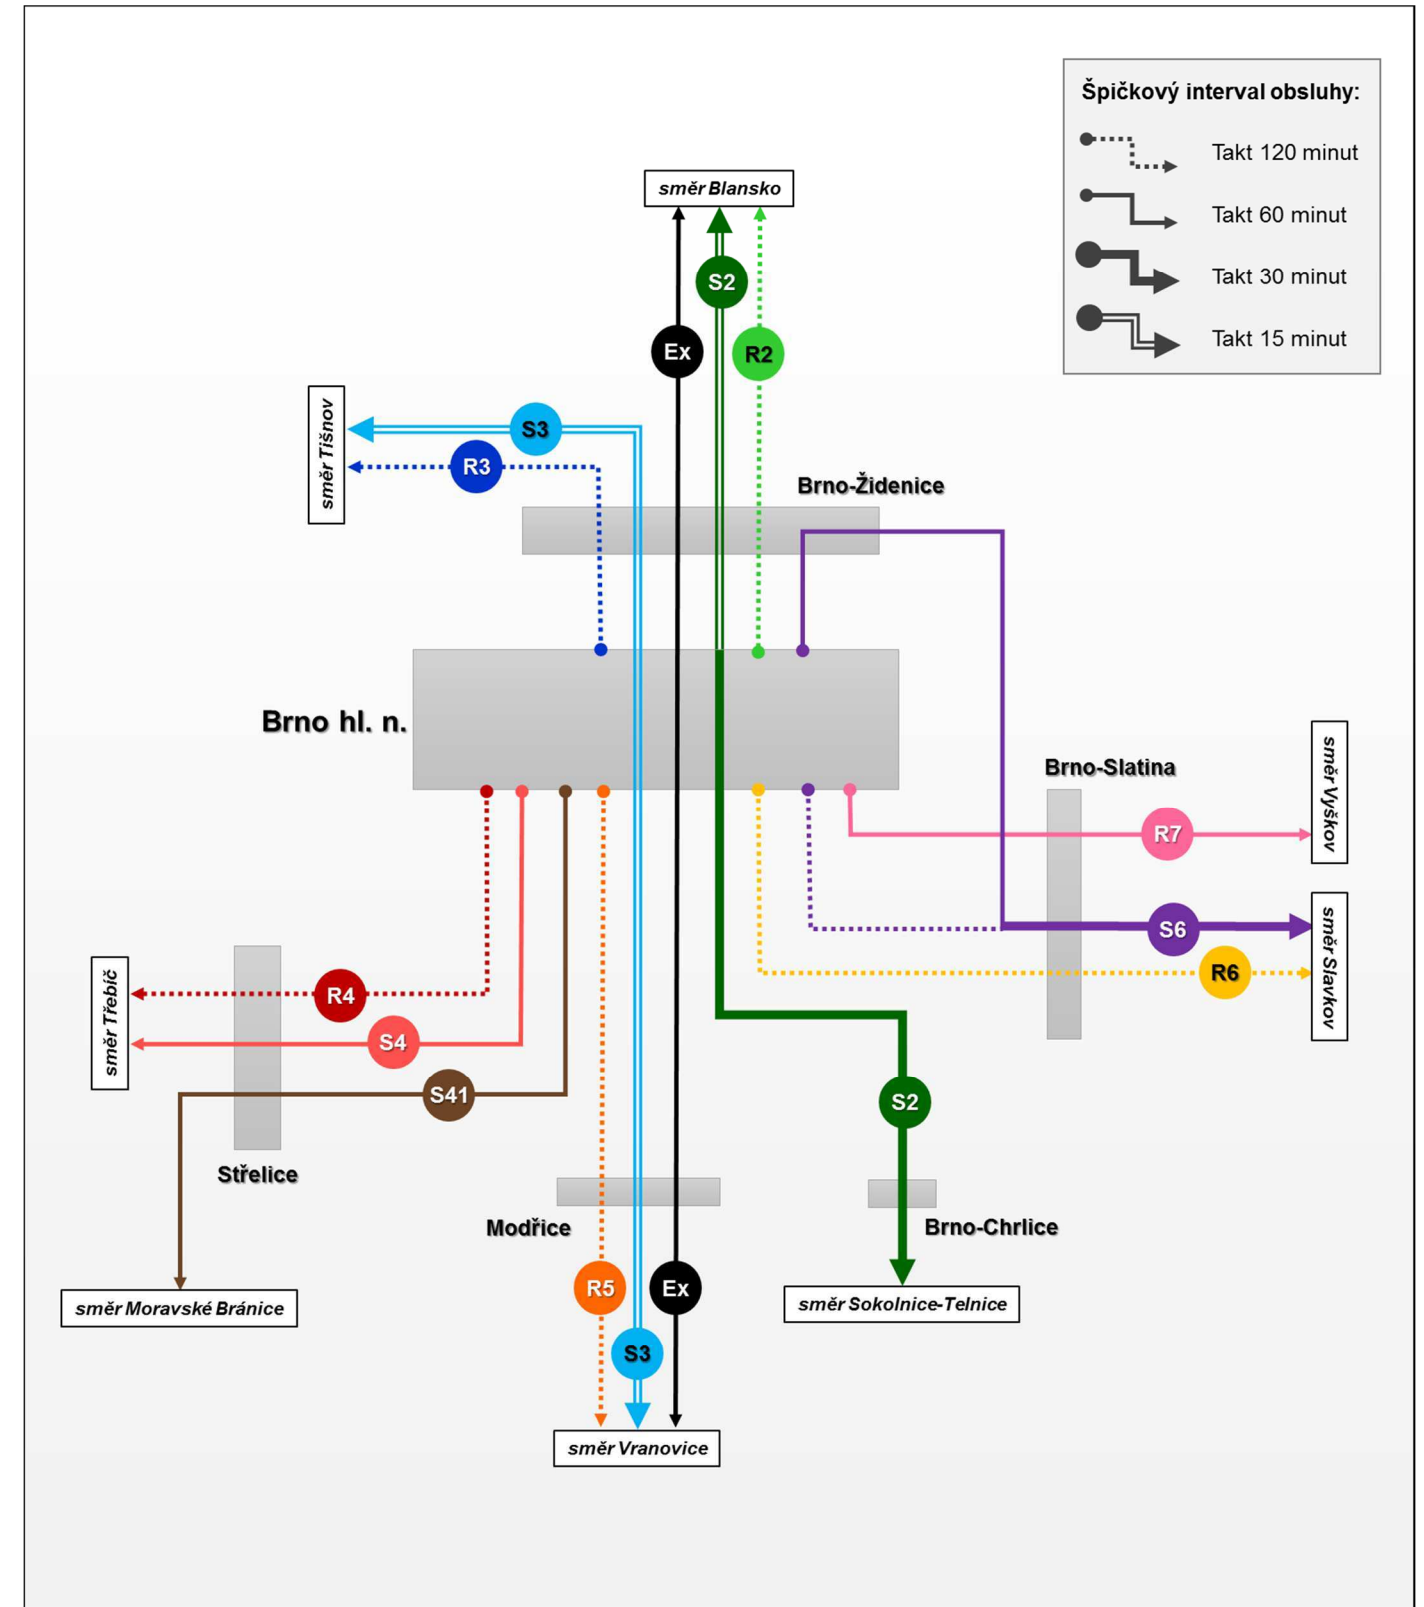 Špičkový interval obsluhy:
Takt 120 minut
Takt 60 minut
Takt 30 minut
Takt 15 minut
směr Blansko
S2
Ex
R2
směr Tišnov
S3
R3
Brno-Židenice
Brno hl. n.
Brno-Slatina
směr Vyškov
R7
S6
R6
směr Slavkov
směr Třebíč
R4
S4
S41
Střelice
S2
Modřice
Brno-Chrlice
R5
Ex
S3
směr Moravské Bránice
směr Sokolnice-Telnice
směr Vranovice